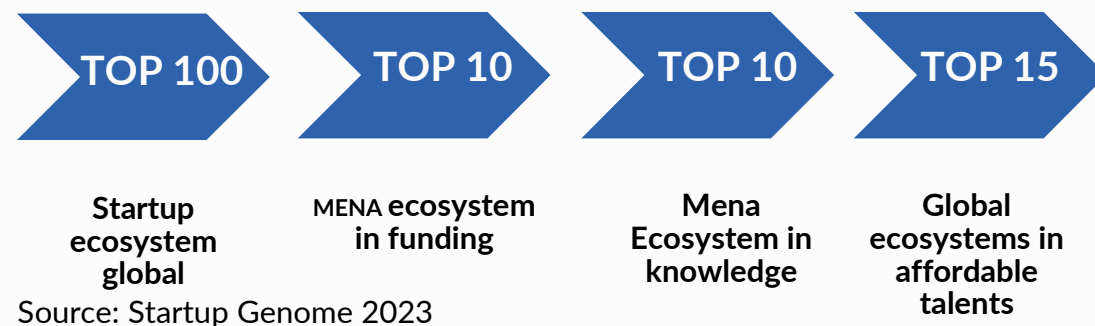 TOP 100
TOP 10
TOP 10
TOP 15
Startup
ecosystem
global
MENA ecosystem
in funding
Mena
Ecosystem in
knowledge
Global
ecosystems in
affordable
talents
Source: Startup Genome 2023